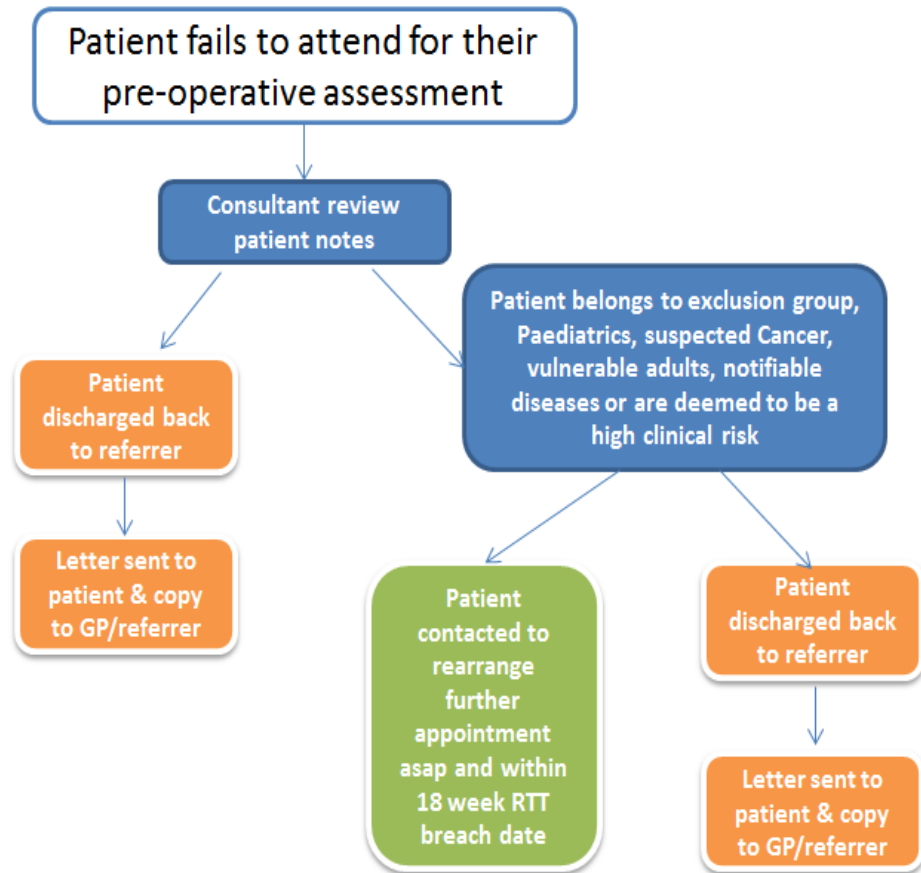 Patient fails to attend for their
pre-operative assessment
Consultant review
patient notes
Patient belongs to exclusion group,
Paediatrics, suspected Cancer,
vulnerable adults, notifiable
diseases or are deemed to be a
high clinical risk
Patient
discharged back
to referrer
Letter sent to
patient & copy
to GP/referrer
Patient
contacted to
rearrange
further
appointment
asap and within
18 week RTT
breach date
Patient
discharged back
to referrer
Letter sent to
patient & copy
to GP/referrer